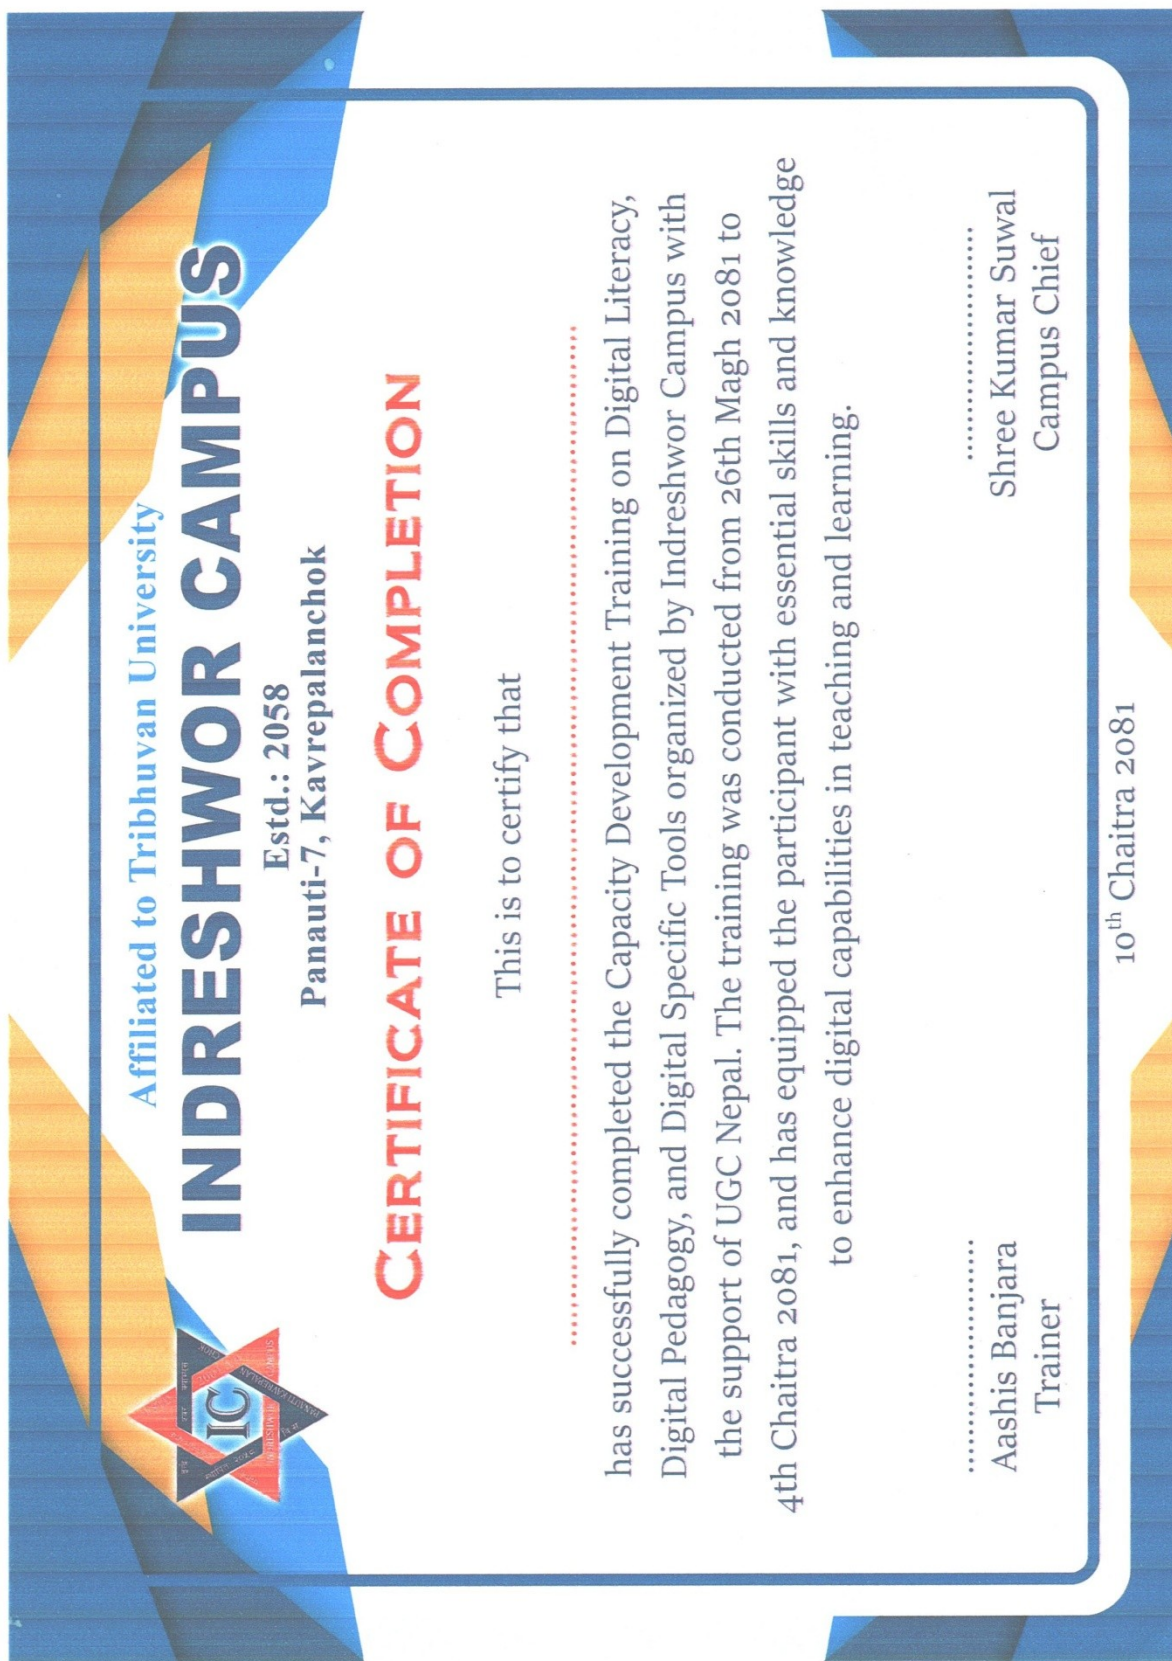 Affiliated to Tribhuvan University
INDRESHWOR CAMPUS
Estd.: 2058
Panauti-7, Kavrepalanchok
IC
CERTIFICATE OF COMPLETION
This is to certify that
................................................................................
has successfully completed the Capacity Development Training on Digital Literacy,
Digital Pedagogy, and Digital Specific Tools organized by Indreshwor Campus with
the support of UGC Nepal. The training was conducted from 26th Magh 2081 to
4th Chaitra 2081, and has equipped the participant with essential skills and knowledge
to enhance digital capabilities in teaching and learning.
..............................
Aashis Banjara
Trainer
..............................
Shree Kumar Suwal
Campus Chief
10th Chaitra 2081